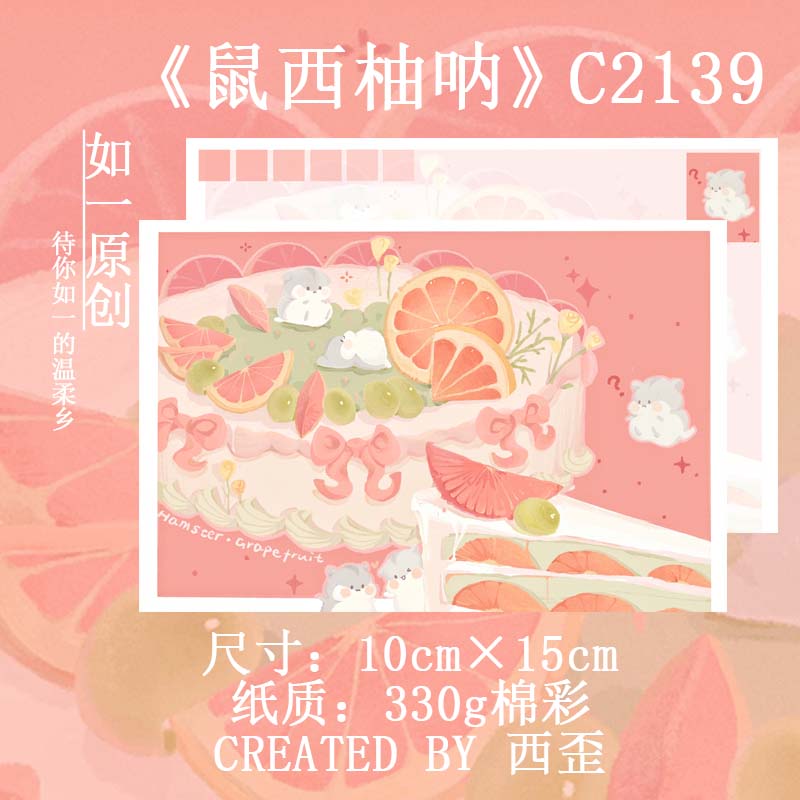 《鼠西柚呐》C2139
如一原创
待你如一的温柔乡
?
?
Hamster·Grapefruit
尺寸：10cm×15cm
纸质：330g棉彩
CREATED BY 西歪